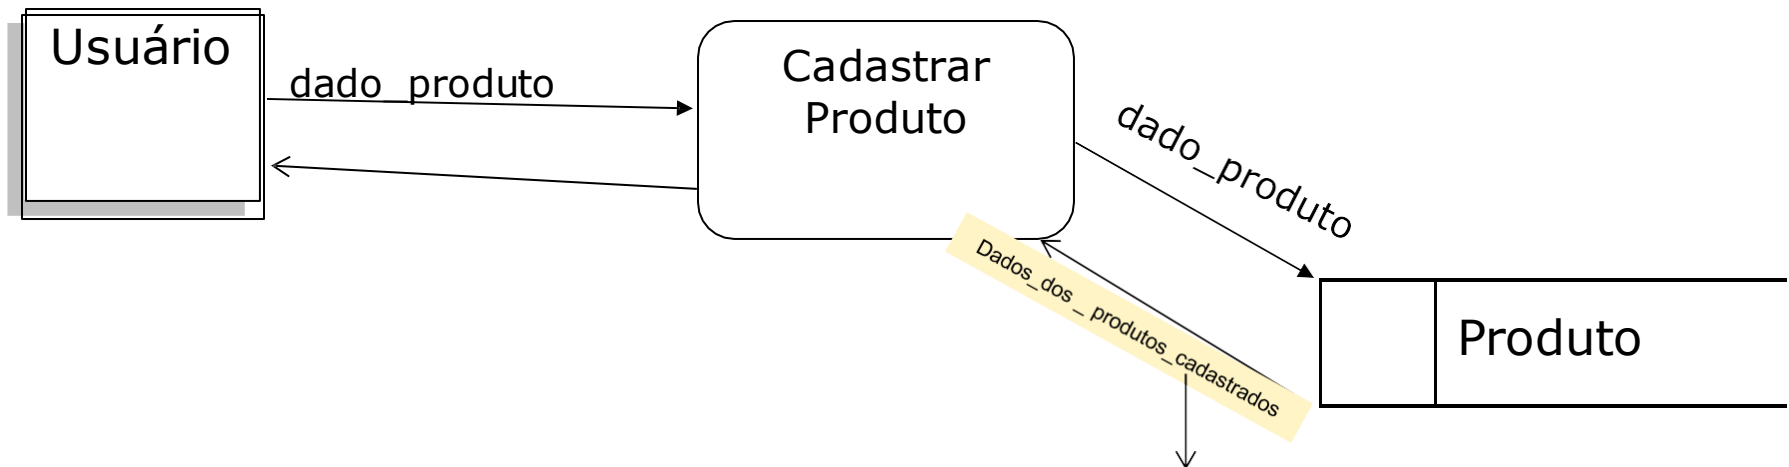 Usuário
dado_produto
Cadastrar
Produto
dado_produto
Dados_dos _ produtos_cadastrados
Produto